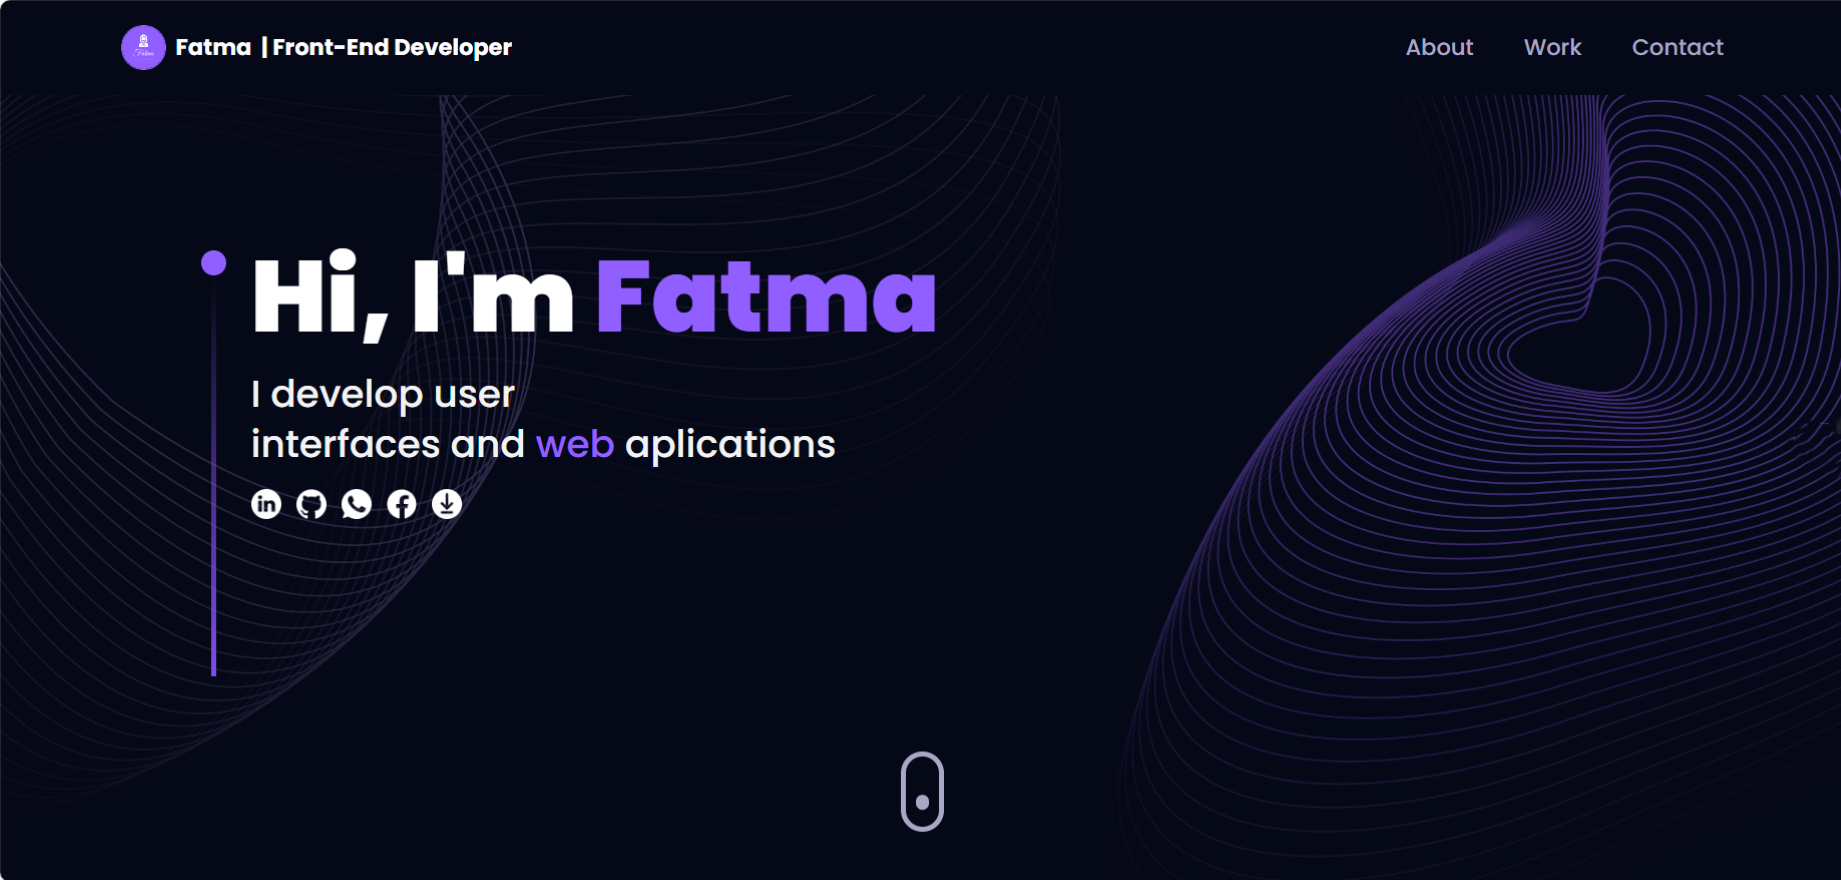 Fatma | Front-End Developer
About Work Contact
Hi, I'm Fatma
I develop user
interfaces and web aplications